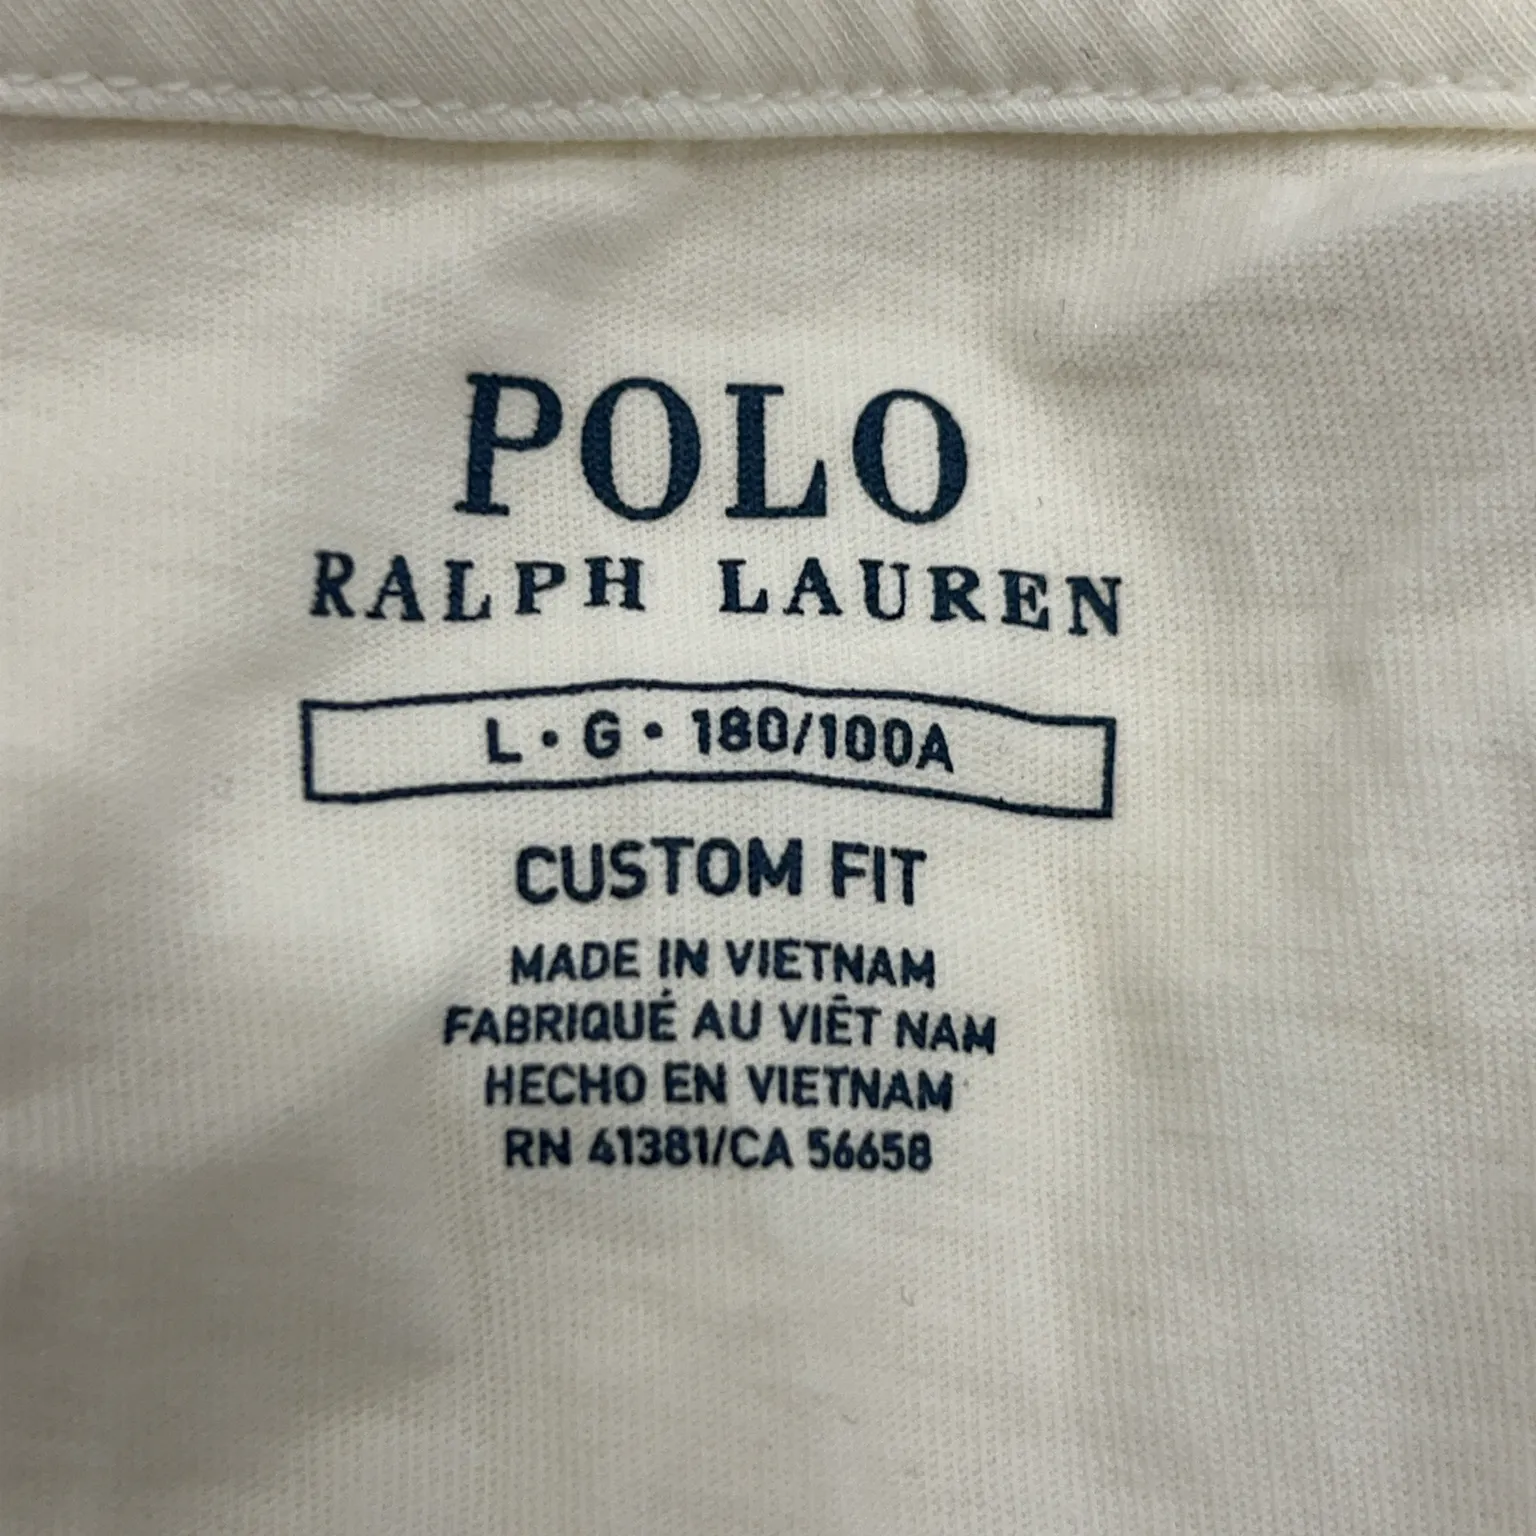 POLO
RALPH LAUREN
L • G • 180/100A
CUSTOM FIT
MADE IN VIETNAM
FABRIQUÉ AU VIÊT NAM
HECHO EN VIETNAM
RN 41381/CA 56658